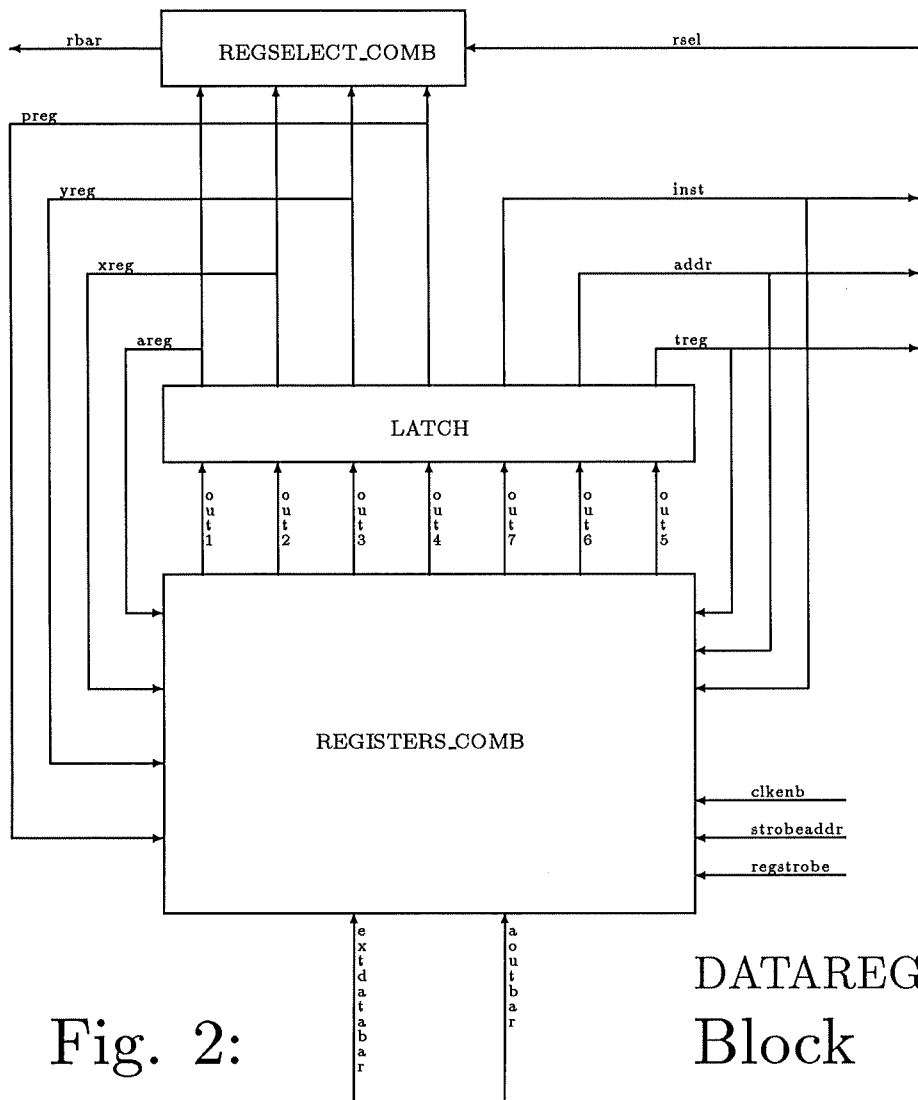 rbar
REGSELECT_COMB
rsel
preg
yreg
inst
xreg
addr
areg
treg
LATCH
out1
out2
out3
out4
out7
out6
out5
REGISTERS_COMB
clkenb
strobeaddr
regstrobe
extdatabar
aoutbar
DATAREG
Fig. 2:
Block